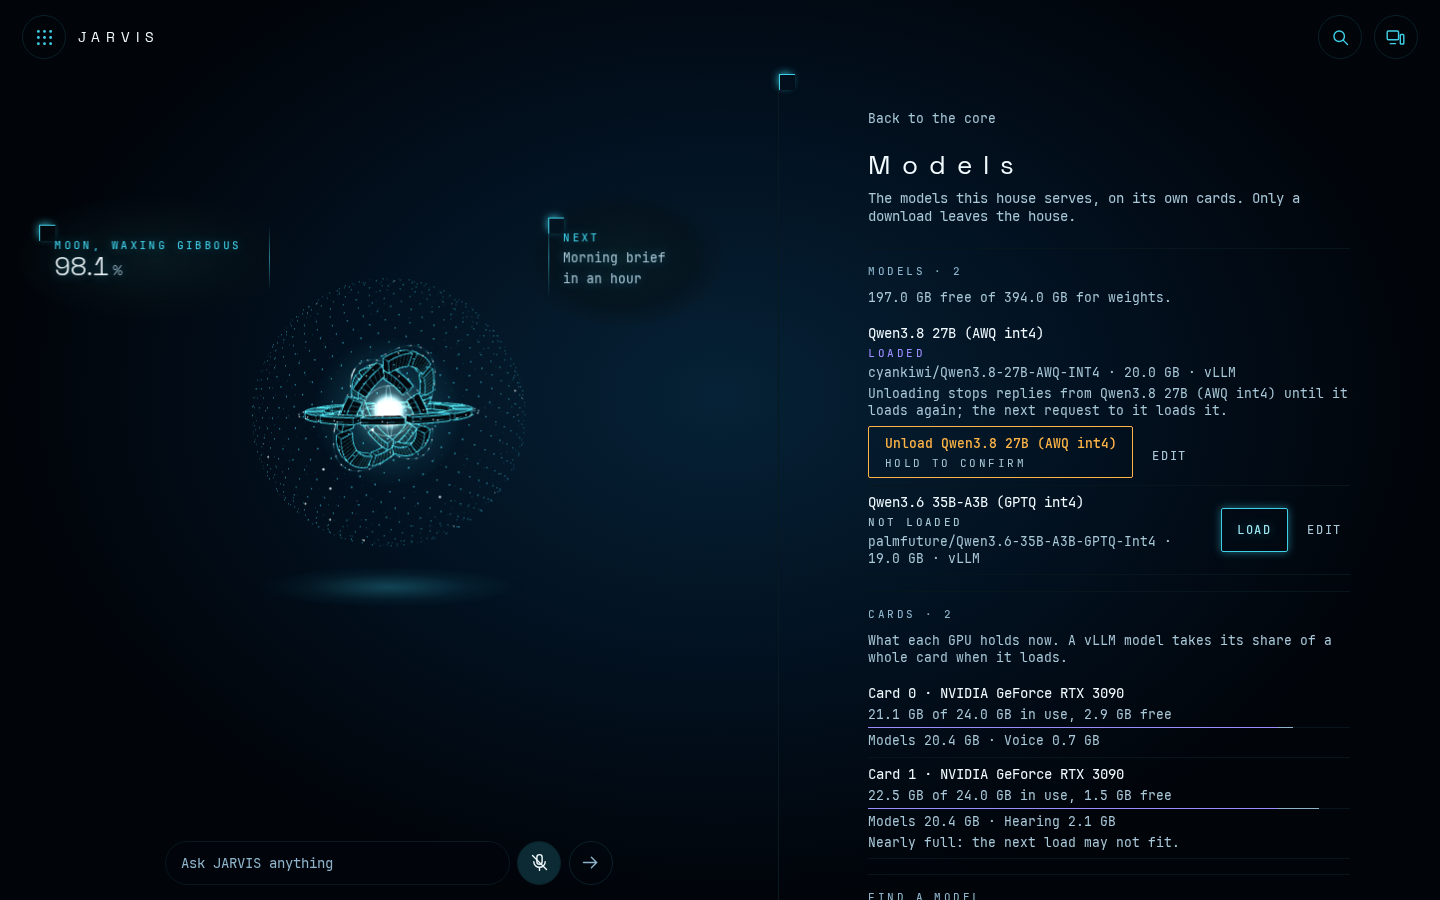 JARVIS
Back to the core
Models
The models this house serves, on its own cards. Only a
download leaves the house.
MOON, WAXING GIBBOUS
98.1 %
NEXT
Morning brief
in an hour
MODELS · 2
197.0 GB free of 394.0 GB for weights.
Qwen3.8 27B (AWQ int4)
LOADED
cyankiwi/Qwen3.8-27B-AWQ-INT4 · 20.0 GB · vLLM
Unloading stops replies from Qwen3.8 27B (AWQ int4) until it
loads again; the next request to it loads it.
Unload Qwen3.8 27B (AWQ int4)
HOLD TO CONFIRM
EDIT
Qwen3.6 35B-A3B (GPTQ int4)
NOT LOADED
palmfuture/Qwen3.6-35B-A3B-GPTQ-Int4 ·
19.0 GB · vLLM
LOAD
EDIT
CARDS · 2
What each GPU holds now. A vLLM model takes its share of a
whole card when it loads.
Card 0 · NVIDIA GeForce RTX 3090
21.1 GB of 24.0 GB in use, 2.9 GB free
Models 20.4 GB · Voice 0.7 GB
Card 1 · NVIDIA GeForce RTX 3090
22.5 GB of 24.0 GB in use, 1.5 GB free
Models 20.4 GB · Hearing 2.1 GB
Nearly full: the next load may not fit.
FIND A MODEL
Ask JARVIS anything